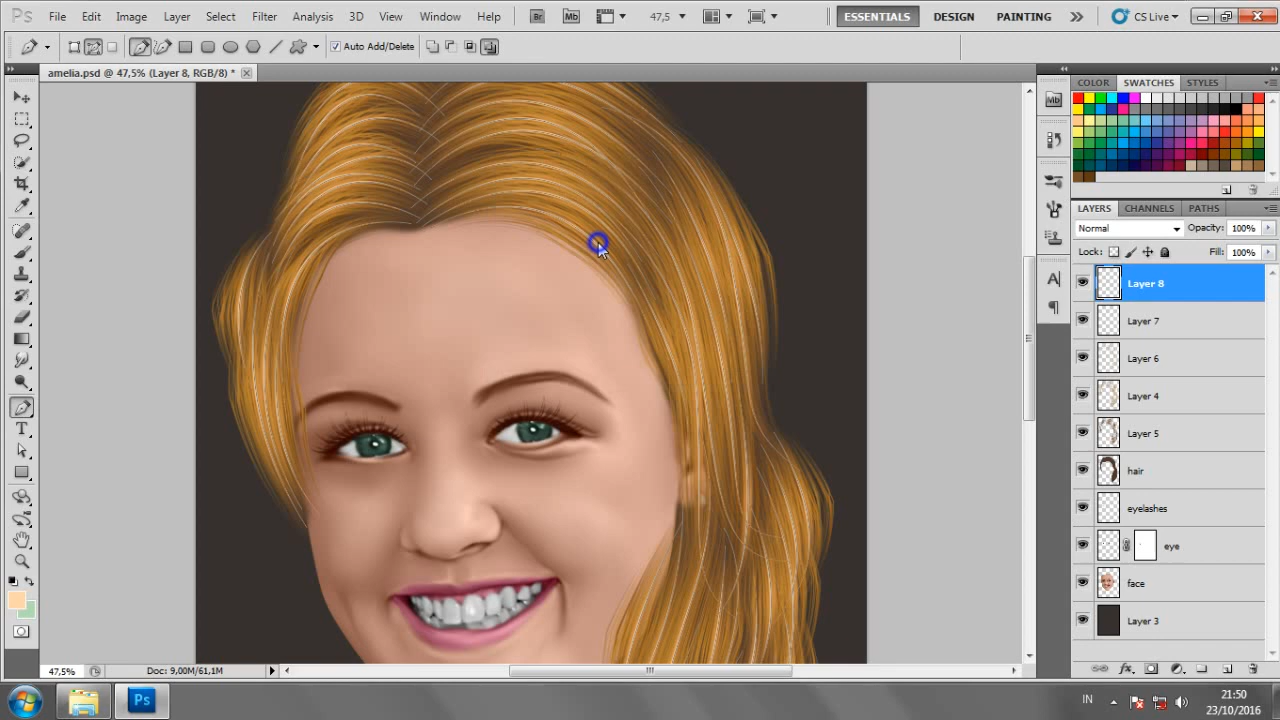 Ps File Edit Image Layer Select Filter Analysis 3D View Window Help Br Mb 47,5 ESSENTIALS DESIGN PAINTING CS Live
Auto Add/Delete
amelia.psd @ 47,5% (Layer 8, RGB/8) *
COLOR SWATCHES STYLES
Mb
LAYERS CHANNELS PATHS
Normal Opacity: 100%
Lock: Fill: 100%
Layer 8
Layer 7
Layer 6
Layer 4
Layer 5
hair
eyelashes
eye
face
Layer 3
47,5% Doc: 9,00M/61,1M
Ps IN 21:50
23/10/2016